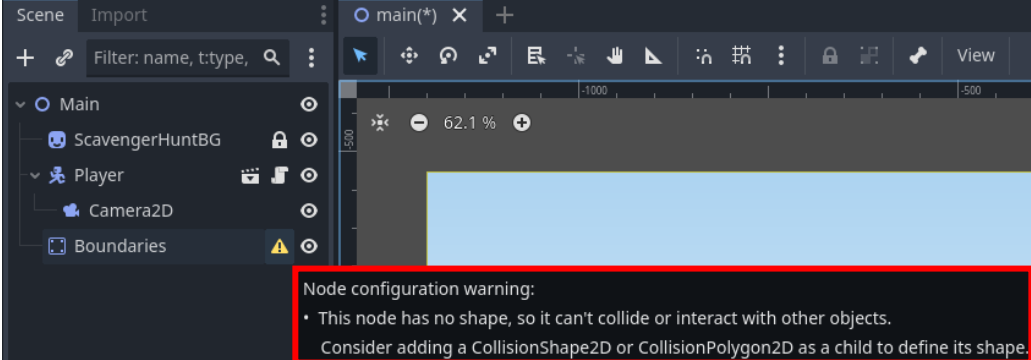 Scene Import
main(*)
Filter: name, t:type,
View
Main
-1000
-500
ScavengerHuntBG
62.1 %
-500
Player
Camera2D
Boundaries
Node configuration warning:
• This node has no shape, so it can't collide or interact with other objects.
Consider adding a CollisionShape2D or CollisionPolygon2D as a child to define its shape.